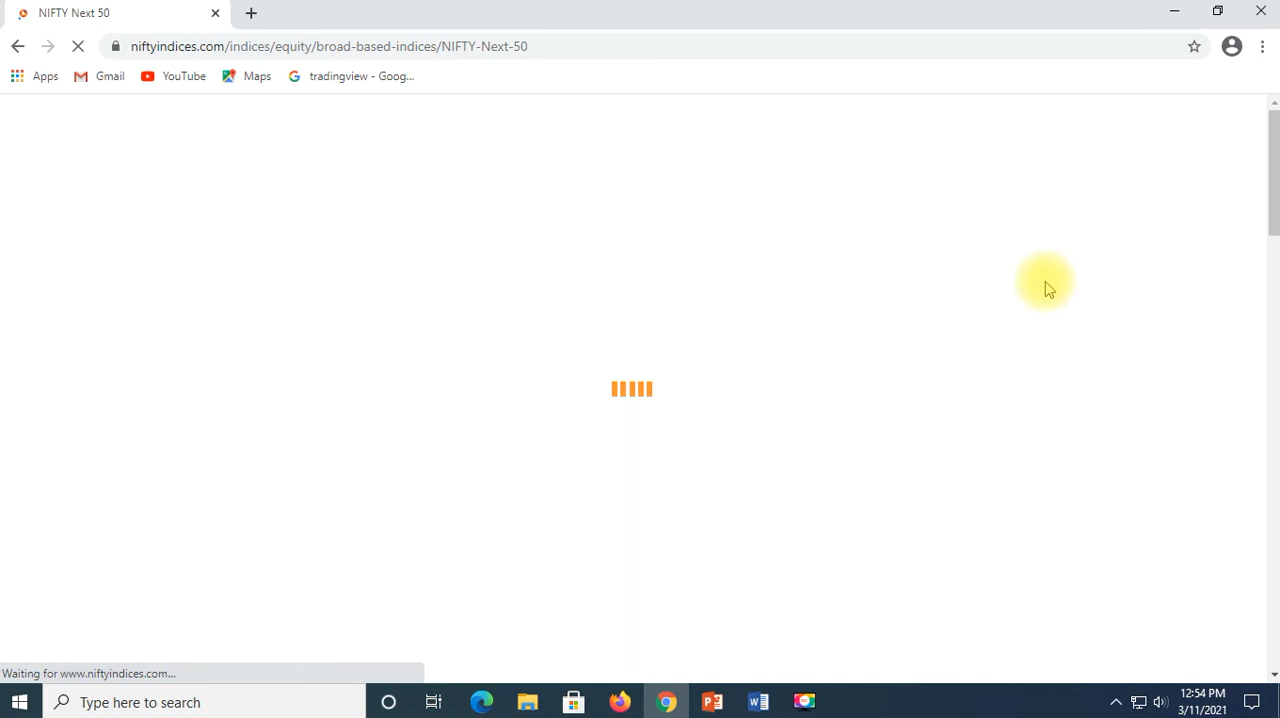 NIFTY Next 50
niftyindices.com/indices/equity/broad-based-indices/NIFTY-Next-50
Apps Gmail YouTube Maps tradingview - Goog...
Waiting for www.niftyindices.com...
Type here to search
12:54 PM
3/11/2021